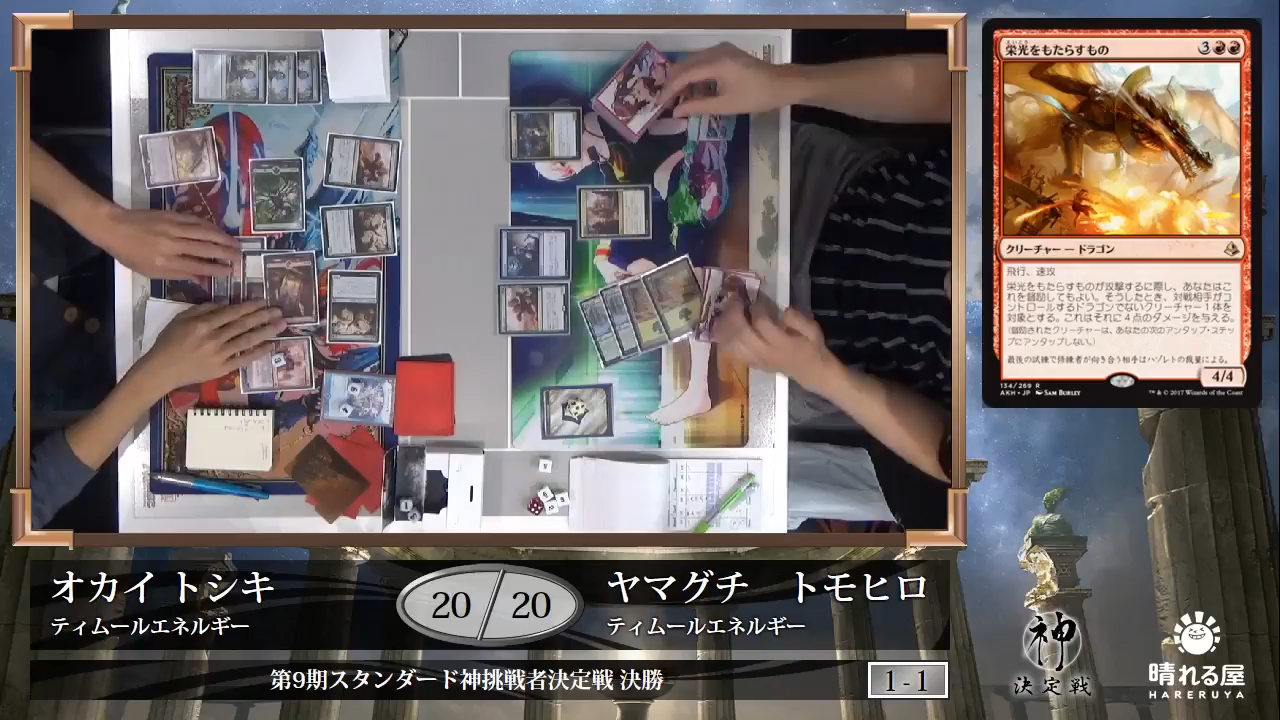 栄光をもたらすもの
3
クリーチャー — ドラゴン
飛行、速攻
栄光をもたらすものが攻撃するに際し、あなたはこ
れを督励してもよい。そうしたとき、対戦相手がコ
ントロールするドラゴンでないクリーチャー1体を
対象とする。これはそれに4点のダメージを与える。
(督励されたクリーチャーは、あなたの次のアンタップ・ステッ
プにアンタップしない。)
最後の試練で修練者が向き合う相手はハゾレトの裁量による。
4/4
134/269 R
AKH • JP SAM BURLEY
™ & © 2017 Wizards of the Coast
オカイ トシキ
ティムールエネルギー
20 / 20
ヤマグチ トモヒロ
ティムールエネルギー
第9期スタンダード神挑戦者決定戦 決勝
1-1
神
決定戦
晴れる屋
HARERUYA